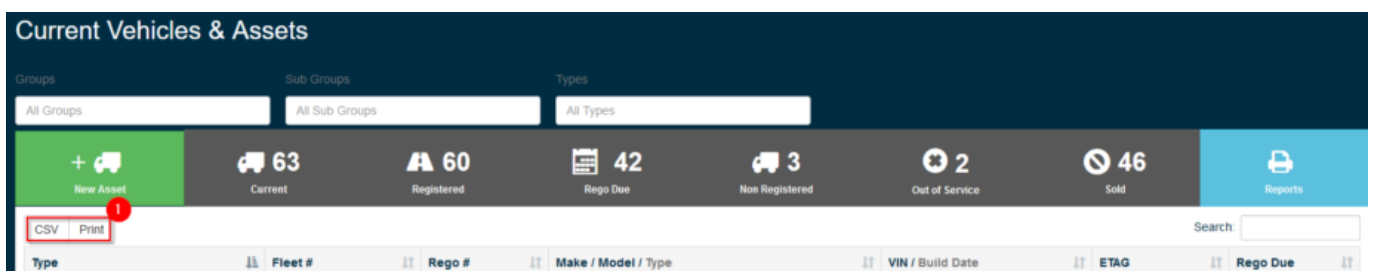 Current Vehicles & Assets
Groups Sub Groups Types
All Groups All Sub Groups All Types
+ 63 60 42 3 2 46
New Asset Current Registered Rego Due Non Registered Out of Service Sold Reports
1
CSV Print Search:
Type Fleet # Rego # Make / Model / Type VIN / Build Date ETAG Rego Due